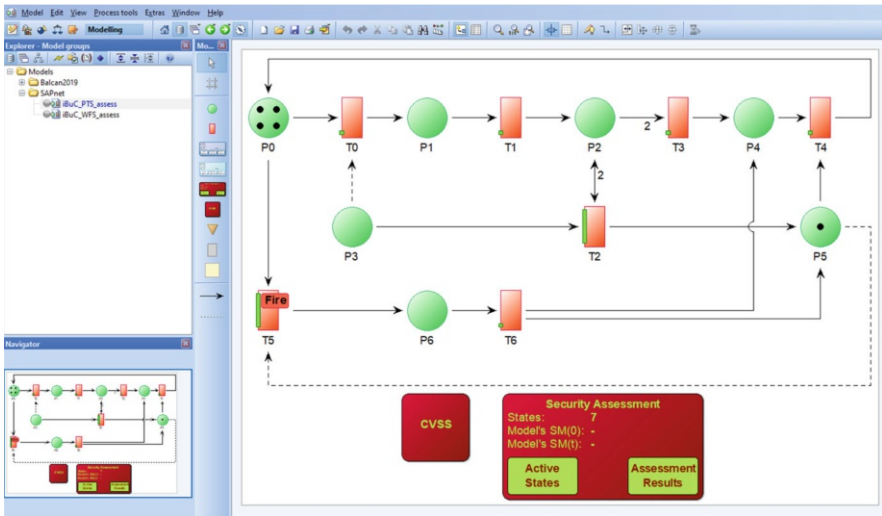 Model Edit View Process tools Extras Window Help
Modelling
Explorer - Model groups
Mo...
Models
Balcan2019
SAPnet
iBuC_PTS_assess
iBuC_WFS_assess
Navigator
P0 T0 P1 T1 P2 2 T3 P4 T4
2
P3 T2 P5
Fire
T5 P6 T6
CVSS
Security Assessment
States: 7
Model's SM(0): -
Model's SM(t): -
Active States
Assessment Results